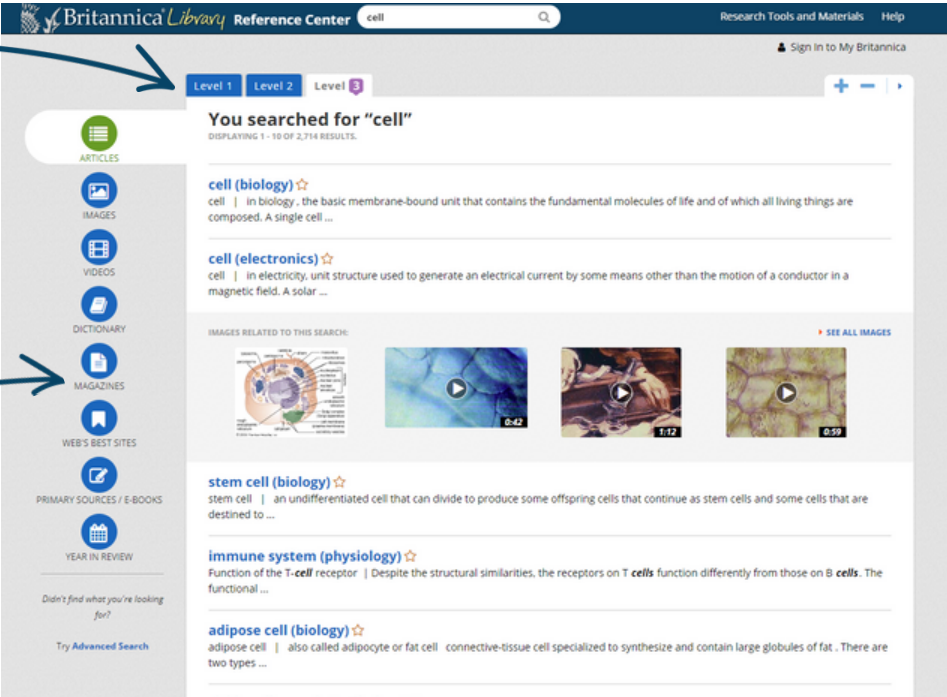 Britannica Library Reference Center cell
Research Tools and Materials Help
Sign In to My Britannica
Level 1 Level 2 Level 3
You searched for “cell”
DISPLAYING 1 - 10 OF 2,714 RESULTS.
ARTICLES
IMAGES
VIDEOS
DICTIONARY
MAGAZINES
WEB'S BEST SITES
PRIMARY SOURCES / E-BOOKS
YEAR IN REVIEW
Didn't find what you're looking
for?
Try Advanced Search
cell (biology)
cell | in biology , the basic membrane-bound unit that contains the fundamental molecules of life and of which all living things are
composed. A single cell ...
cell (electronics)
cell | in electricity, unit structure used to generate an electrical current by some means other than the motion of a conductor in a
magnetic field. A solar ...
IMAGES RELATED TO THIS SEARCH:
SEE ALL IMAGES
0:42
1:12
0:59
stem cell (biology)
stem cell | an undifferentiated cell that can divide to produce some offspring cells that continue as stem cells and some cells that are
destined to ...
immune system (physiology)
Function of the T-cell receptor | Despite the structural similarities, the receptors on T cells function differently from those on B cells. The
functional ...
adipose cell (biology)
adipose cell | also called adipocyte or fat cell connective-tissue cell specialized to synthesize and contain large globules of fat . There are
two types ...